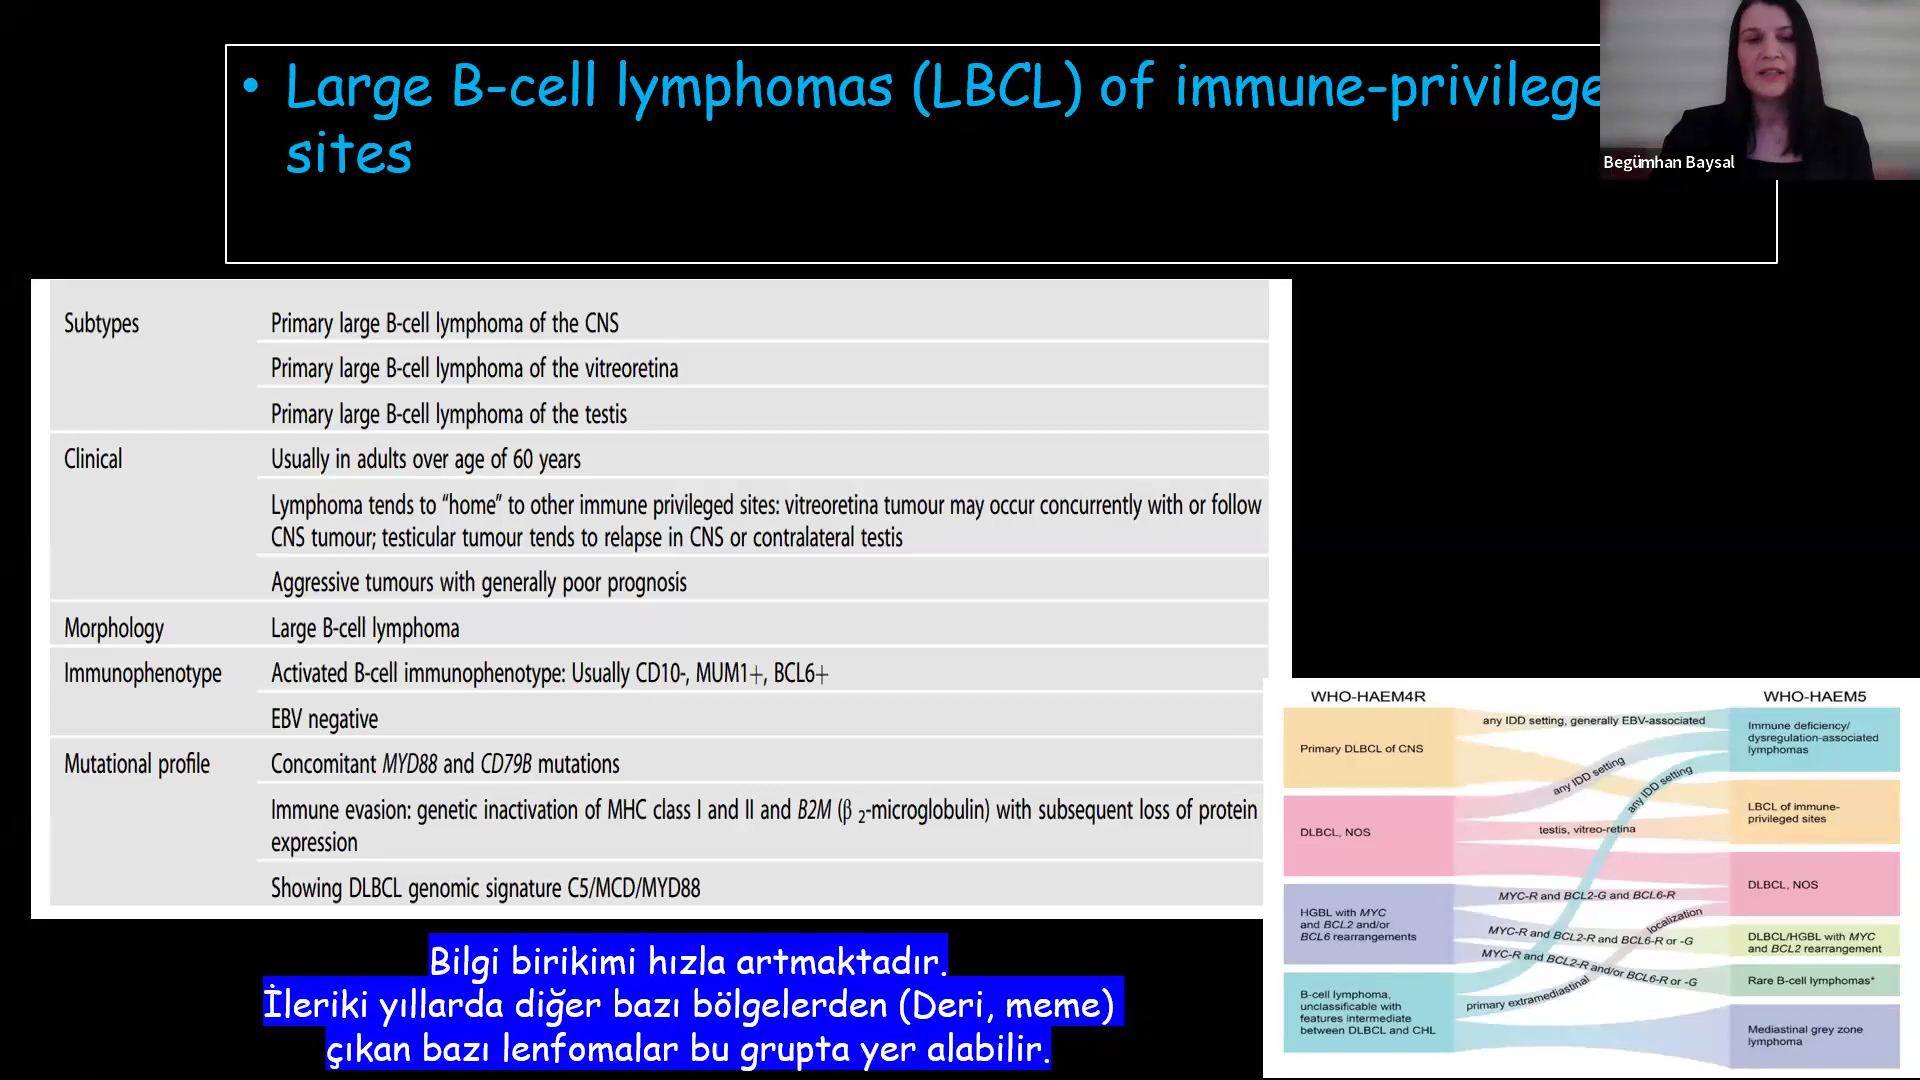 • Large B-cell lymphomas (LBCL) of immune-privilege
sites
Begümhan Baysal
Subtypes
Primary large B-cell lymphoma of the CNS
Primary large B-cell lymphoma of the vitreoretina
Primary large B-cell lymphoma of the testis
Clinical
Usually in adults over age of 60 years
Lymphoma tends to “home” to other immune privileged sites: vitreoretina tumour may occur concurrently with or follow
CNS tumour; testicular tumour tends to relapse in CNS or contralateral testis
Aggressive tumours with generally poor prognosis
Morphology
Large B-cell lymphoma
Immunophenotype
Activated B-cell immunophenotype: Usually CD10-, MUM1+, BCL6+
EBV negative
Mutational profile
Concomitant MYD88 and CD79B mutations
Immune evasion: genetic inactivation of MHC class I and II and B2M (β 2-microglobulin) with subsequent loss of protein
expression
Showing DLBCL genomic signature C5/MCD/MYD88
Bilgi birikimi hızla artmaktadır.
İleriki yıllarda diğer bazı bölgelerden (Deri, meme)
çıkan bazı lenfomalar bu grupta yer alabilir.
WHO-HAEM4R
WHO-HAEM5
Primary DLBCL of CNS
DLBCL, NOS
HGBL with MYC
and BCL2 and/or
BCL6 rearrangements
B-cell lymphoma,
unclassifiable with
features intermediate
between DLBCL and CHL
any IDD setting, generally EBV-associated
any IDD setting
any IDD setting
testis, vitreo-retina
MYC-R and BCL2-G and BCL6-R
localization
MYC-R and BCL2-R and BCL6-R or -G
MYC-R and BCL2-R and/or BCL6-R or -G
primary extramediastinal
Immune deficiency/
dysregulation-associated
lymphomas
LBCL of immune-
privileged sites
DLBCL, NOS
DLBCL/HGBL with MYC
and BCL2 rearrangement
Rare B-cell lymphomas*
Mediastinal grey zone
lymphoma